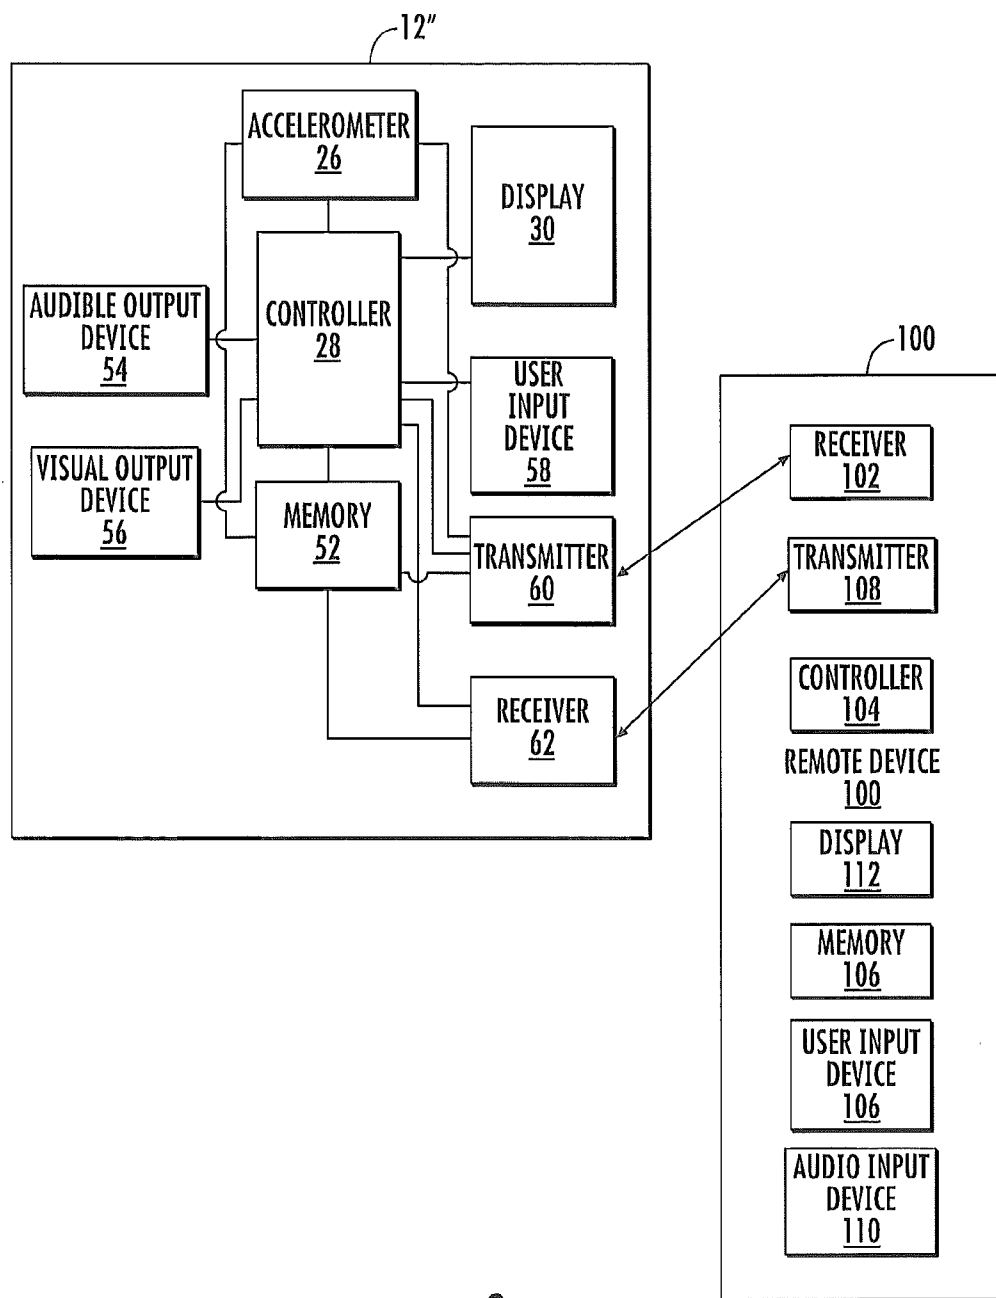 12"
ACCELEROMETER
26
DISPLAY
30
CONTROLLER
28
AUDIBLE OUTPUT
DEVICE
54
USER
INPUT
DEVICE
58
VISUAL OUTPUT
DEVICE
56
MEMORY
52
TRANSMITTER
60
RECEIVER
62
100
RECEIVER
102
TRANSMITTER
108
CONTROLLER
104
REMOTE DEVICE
100
DISPLAY
112
MEMORY
106
USER INPUT
DEVICE
106
AUDIO INPUT
DEVICE
110